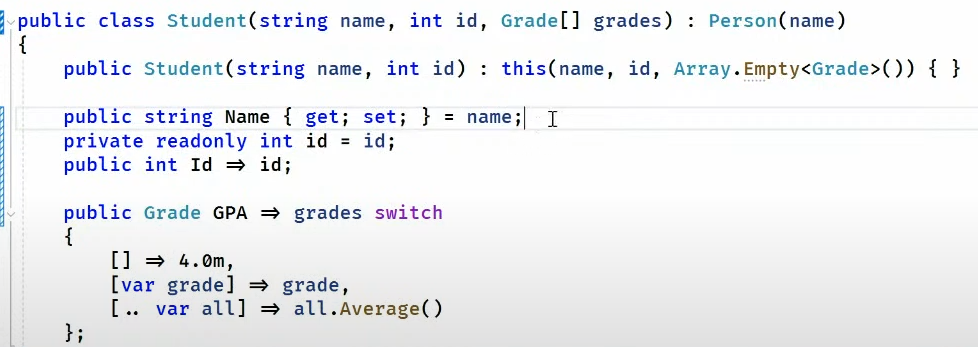 public class Student(string name, int id, Grade[] grades) : Person(name)
{
public Student(string name, int id) : this(name, id, Array.Empty<Grade>()) { }
public string Name { get; set; } = name;
private readonly int id = id;
public int Id => id;
public Grade GPA => grades switch
{
[] => 4.0m,
[var grade] => grade,
[.. var all] => all.Average()
};